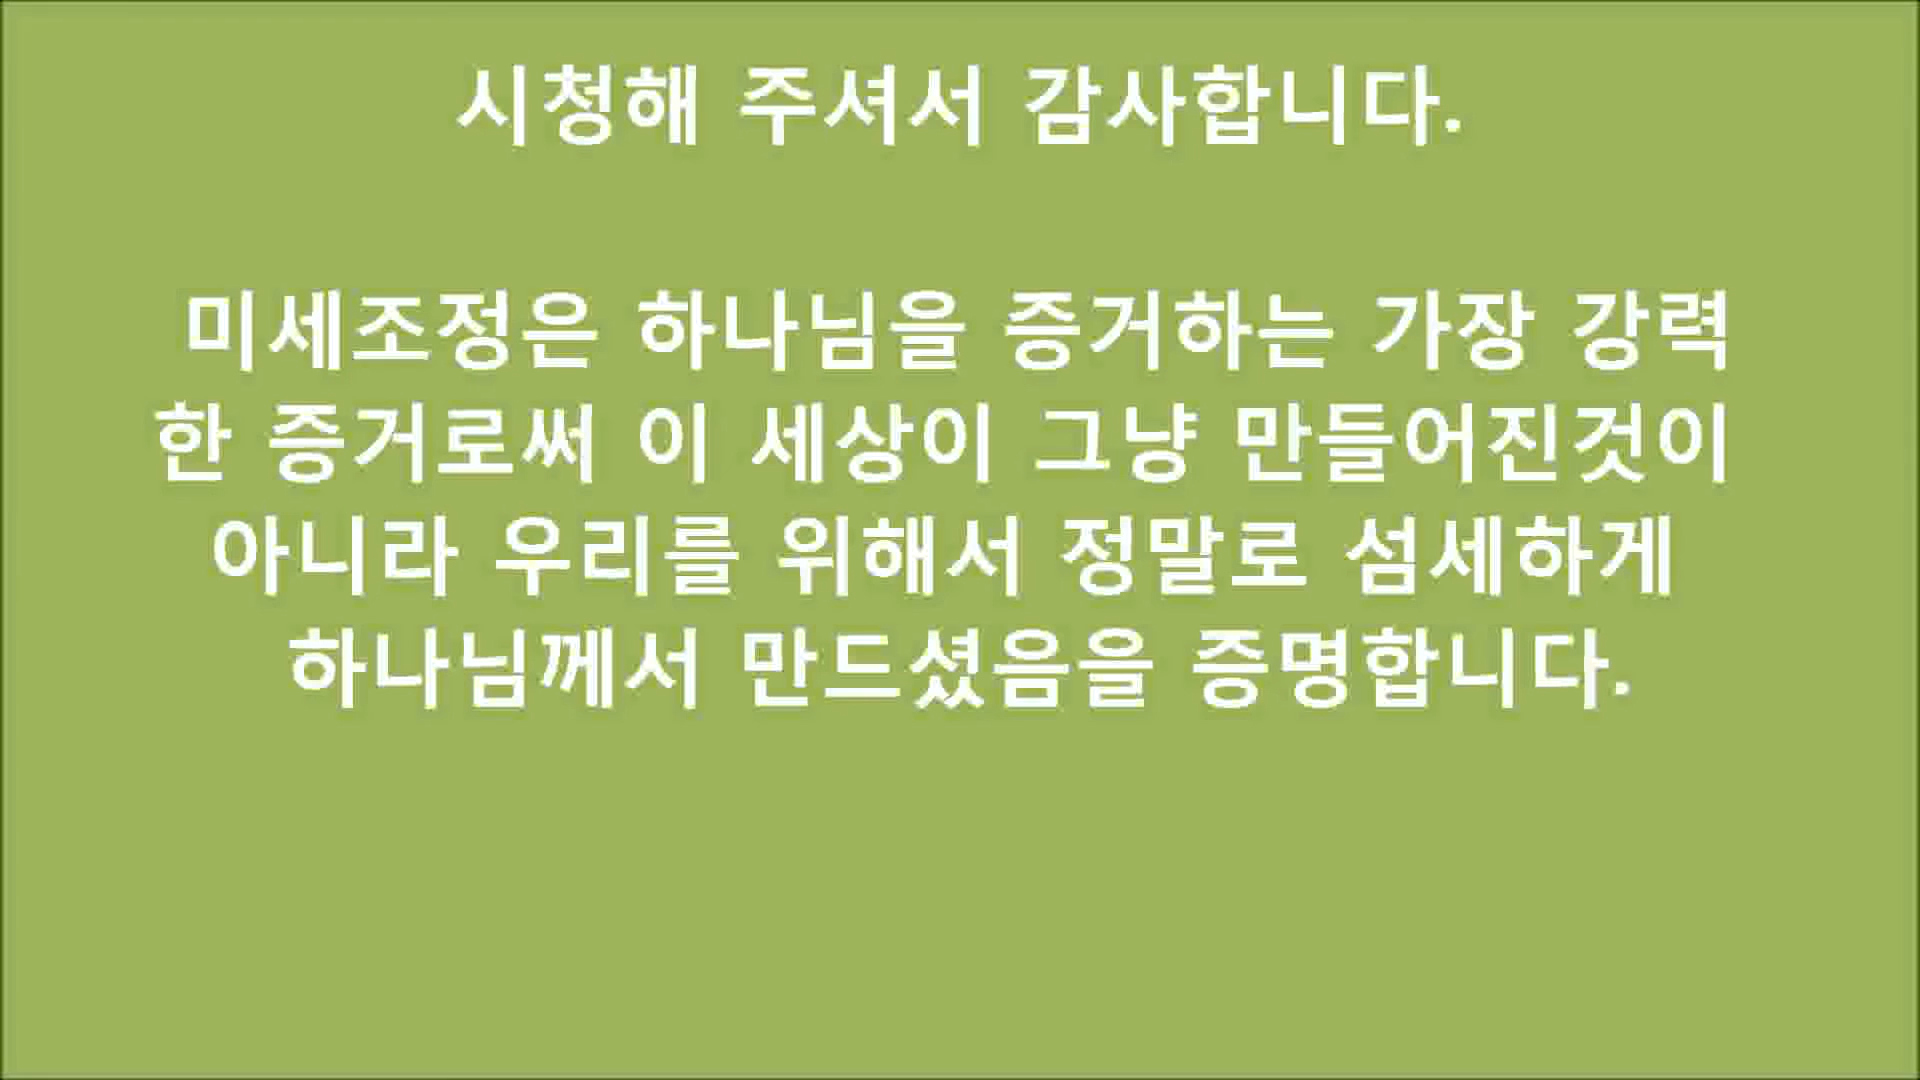 시청해 주셔서 감사합니다.
미세조정은 하나님을 증거하는 가장 강력
한 증거로써 이 세상이 그냥 만들어진것이
아니라 우리를 위해서 정말로 섬세하게
하나님께서 만드셨음을 증명합니다.